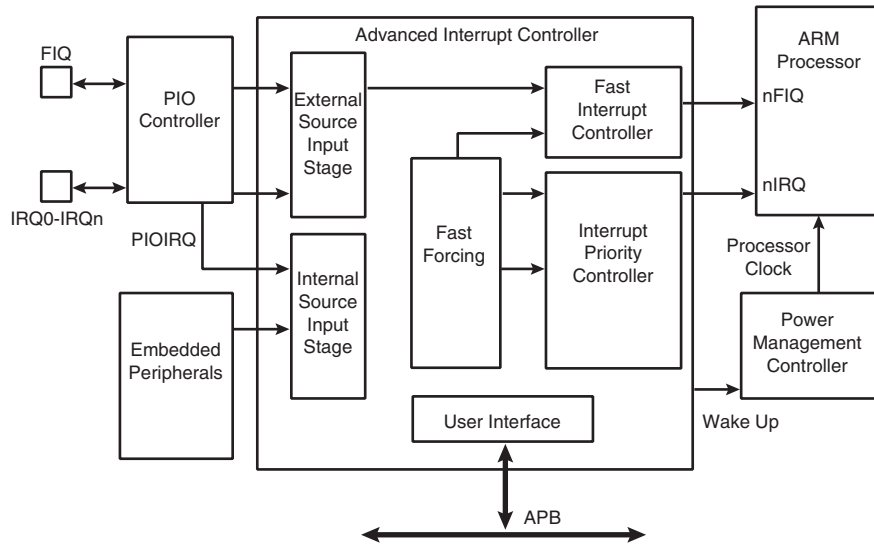 FIQ
IRQ0-IRQn
PIO
Controller
PIOIRQ
Embedded
Peripherals
Advanced Interrupt Controller
External
Source
Input
Stage
Internal
Source
Input
Stage
Fast
Forcing
Fast
Interrupt
Controller
Interrupt
Priority
Controller
User Interface
APB
ARM
Processor
nFIQ
nIRQ
Processor
Clock
Power
Management
Controller
Wake Up